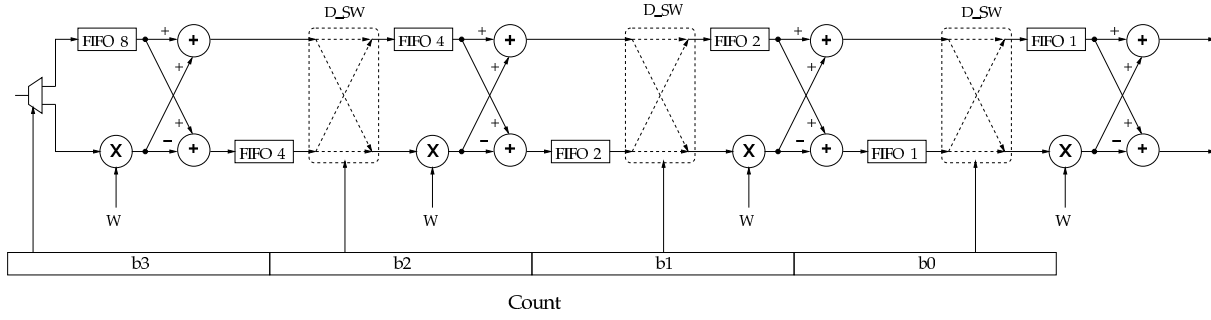 D_SW
D_SW
D_SW
FIFO 8
+
+
FIFO 4
+
+
FIFO 2
+
+
FIFO 1
+
+
+
+
+
+
+
+
+
+
X
−
+
FIFO 4
X
−
+
FIFO 2
X
−
+
FIFO 1
X
−
+
W
W
W
W
b3
b2
b1
b0
Count